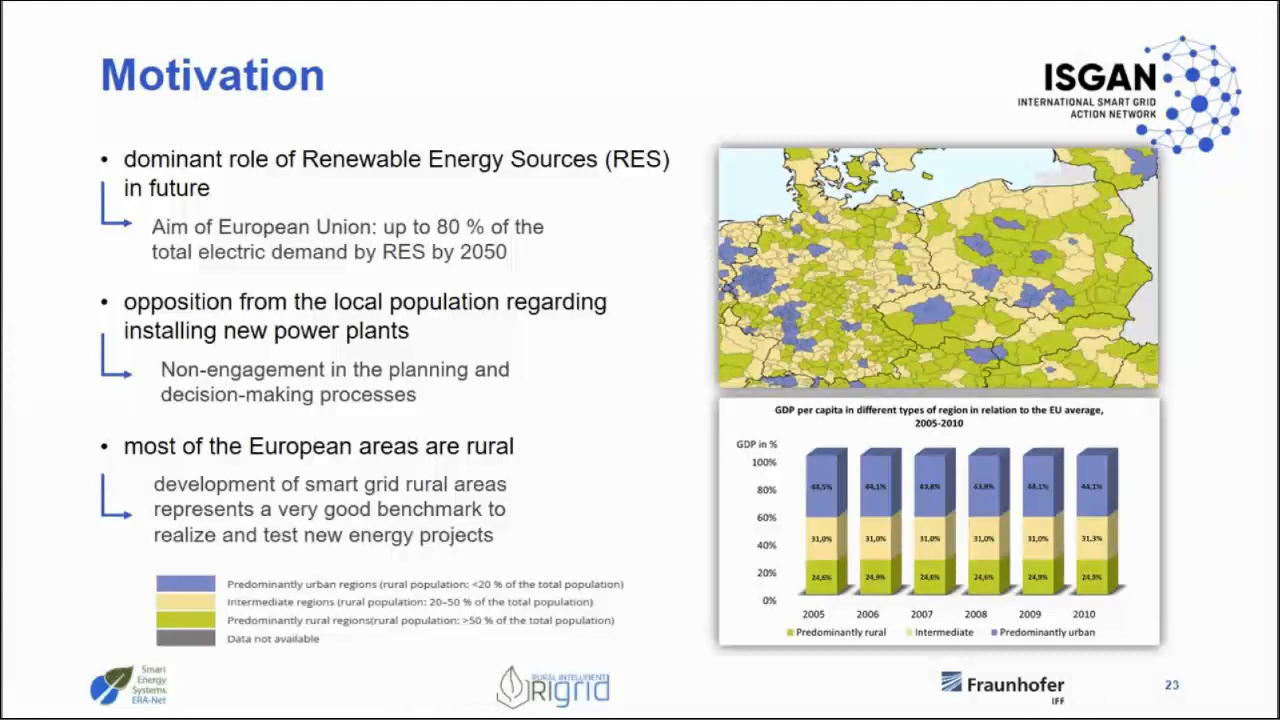 Motivation
ISGAN
INTERNATIONAL SMART GRID
ACTION NETWORK
• dominant role of Renewable Energy Sources (RES)
in future
Aim of European Union: up to 80 % of the
total electric demand by RES by 2050
• opposition from the local population regarding
installing new power plants
Non-engagement in the planning and
decision-making processes
• most of the European areas are rural
development of smart grid rural areas
represents a very good benchmark to
realize and test new energy projects
Predominantly urban regions (rural population: <20 % of the total population)
Intermediate regions (rural population: 20–50 % of the total population)
Predominantly rural regions(rural population: >50 % of the total population)
Data not available
GDP per capita in different types of region in relation to the EU average,
2005-2010
GDP in %
100%
80%
60%
40%
20%
0%
44,5% 44,1% 43,8% 43,8% 44,1% 44,1%
31,0% 31,0% 31,0% 31,0% 31,0% 31,3%
24,6% 24,9% 24,6% 24,9%
2005 2006 2007 2008 2009 2010
Predominantly rural Intermediate Predominantly urban
Smart
Energy
Systems
ERA-Net
RURAL INTELLIGENT
RIgrid
Fraunhofer
IFF
23